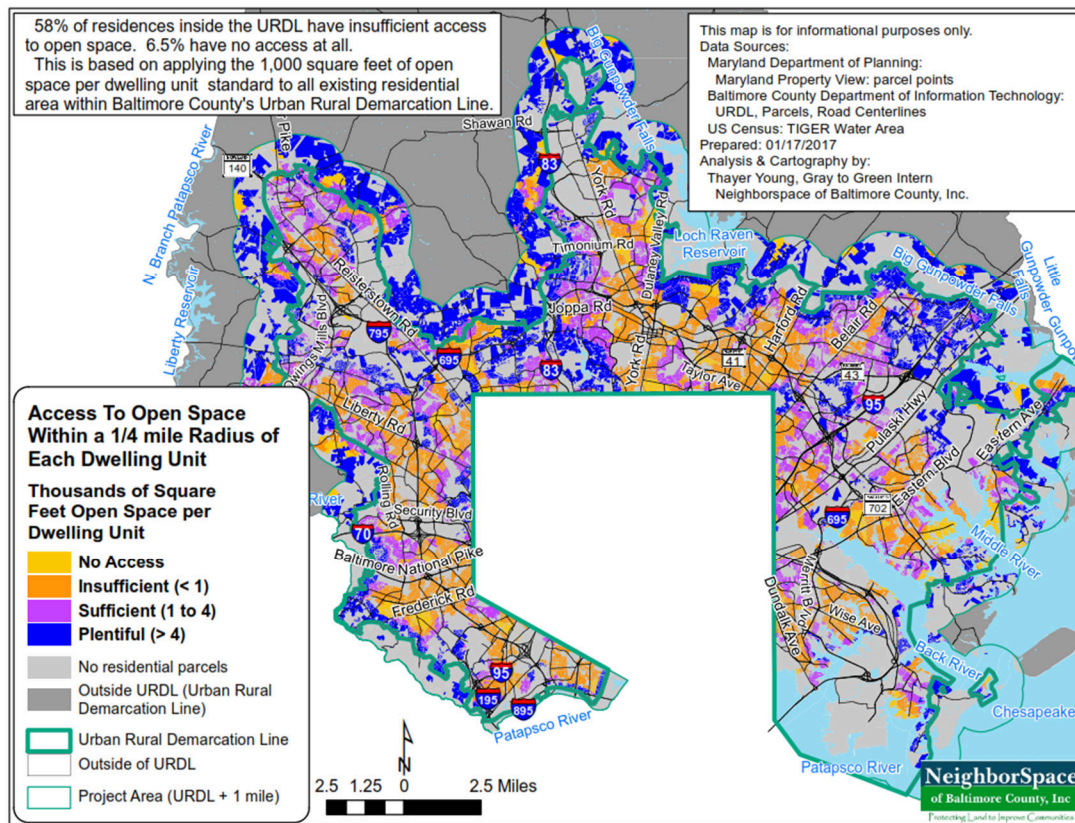 58% of residences inside the URDL have insufficient access
to open space. 6.5% have no access at all.
This is based on applying the 1,000 square feet of open
space per dwelling unit standard to all existing residential
area within Baltimore County's Urban Rural Demarcation Line.
This map is for informational purposes only.
Data Sources:
Maryland Department of Planning:
Maryland Property View: parcel points
Baltimore County Department of Information Technology:
URDL, Parcels, Road Centerlines
US Census: TIGER Water Area
Prepared: 01/17/2017
Analysis & Cartography by:
Thayer Young, Gray to Green Intern
Neighborspace of Baltimore County, Inc.
Big Gunpowder Falls
Shawan Rd
Pike
140
83
York Rd
N. Branch Patapsco River
Liberty Reservoir
Timonium Rd
Dulaney Valley Rd
Loch Raven
Reservoir
Big Gunpowder Falls
Little
Gunpowder
Falls
Little Gunpo
Reisterstown Rd
Owings Mills Blvd
795
695
Joppa Rd
83
York Rd
41
Taylor Ave
Harford Rd
Belair Rd
43
95
Pulaski Hwy
Eastern Ave
Eastern Blvd
702
695
Middle River
Liberty Rd
Rolling Rd
River
Security Blvd
70
Baltimore National Pike
Frederick Rd
95
195
895
Patapsco River
Merritt Blvd
Dundalk Ave
Wise Ave
Back River
Chesapeake
Patapsco River
Access To Open Space
Within a 1/4 mile Radius of
Each Dwelling Unit
Thousands of Square
Feet Open Space per
Dwelling Unit
No Access
Insufficient (< 1)
Sufficient (1 to 4)
Plentiful (> 4)
No residential parcels
Outside URDL (Urban Rural
Demarcation Line)
Urban Rural Demarcation Line
Outside of URDL
Project Area (URDL + 1 mile)
N
2.5 1.25 0 2.5 Miles
NeighborSpace
of Baltimore County, Inc
Protecting Land to Improve Communities